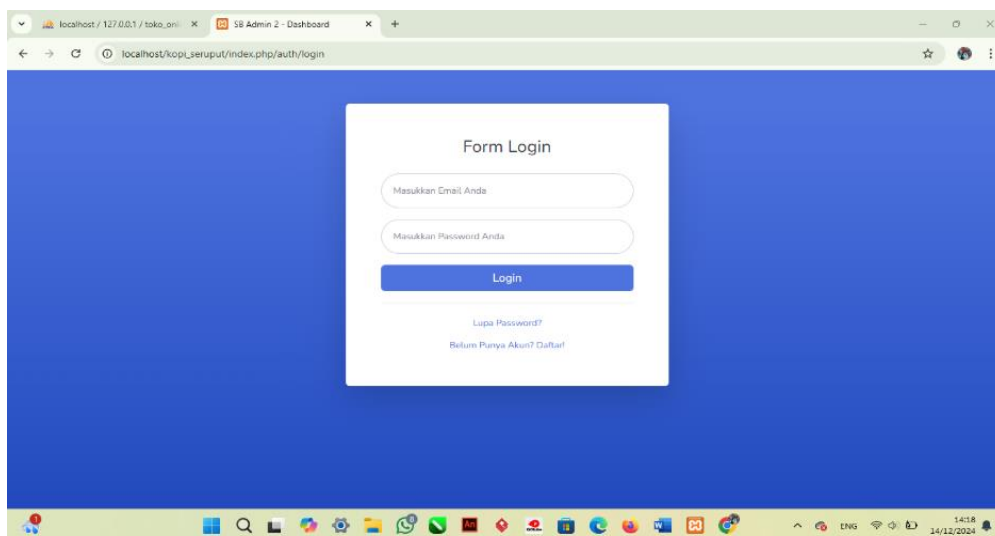 localhost / 127.0.0.1 / toko_onl
SB Admin 2 - Dashboard
localhost/kopi_seruput/index.php/auth/login
Form Login
Masukkan Email Anda
Masukkan Password Anda
Login
Lupa Password?
Belum Punya Akun? Daftar!
ENG
14:18
14/12/2024